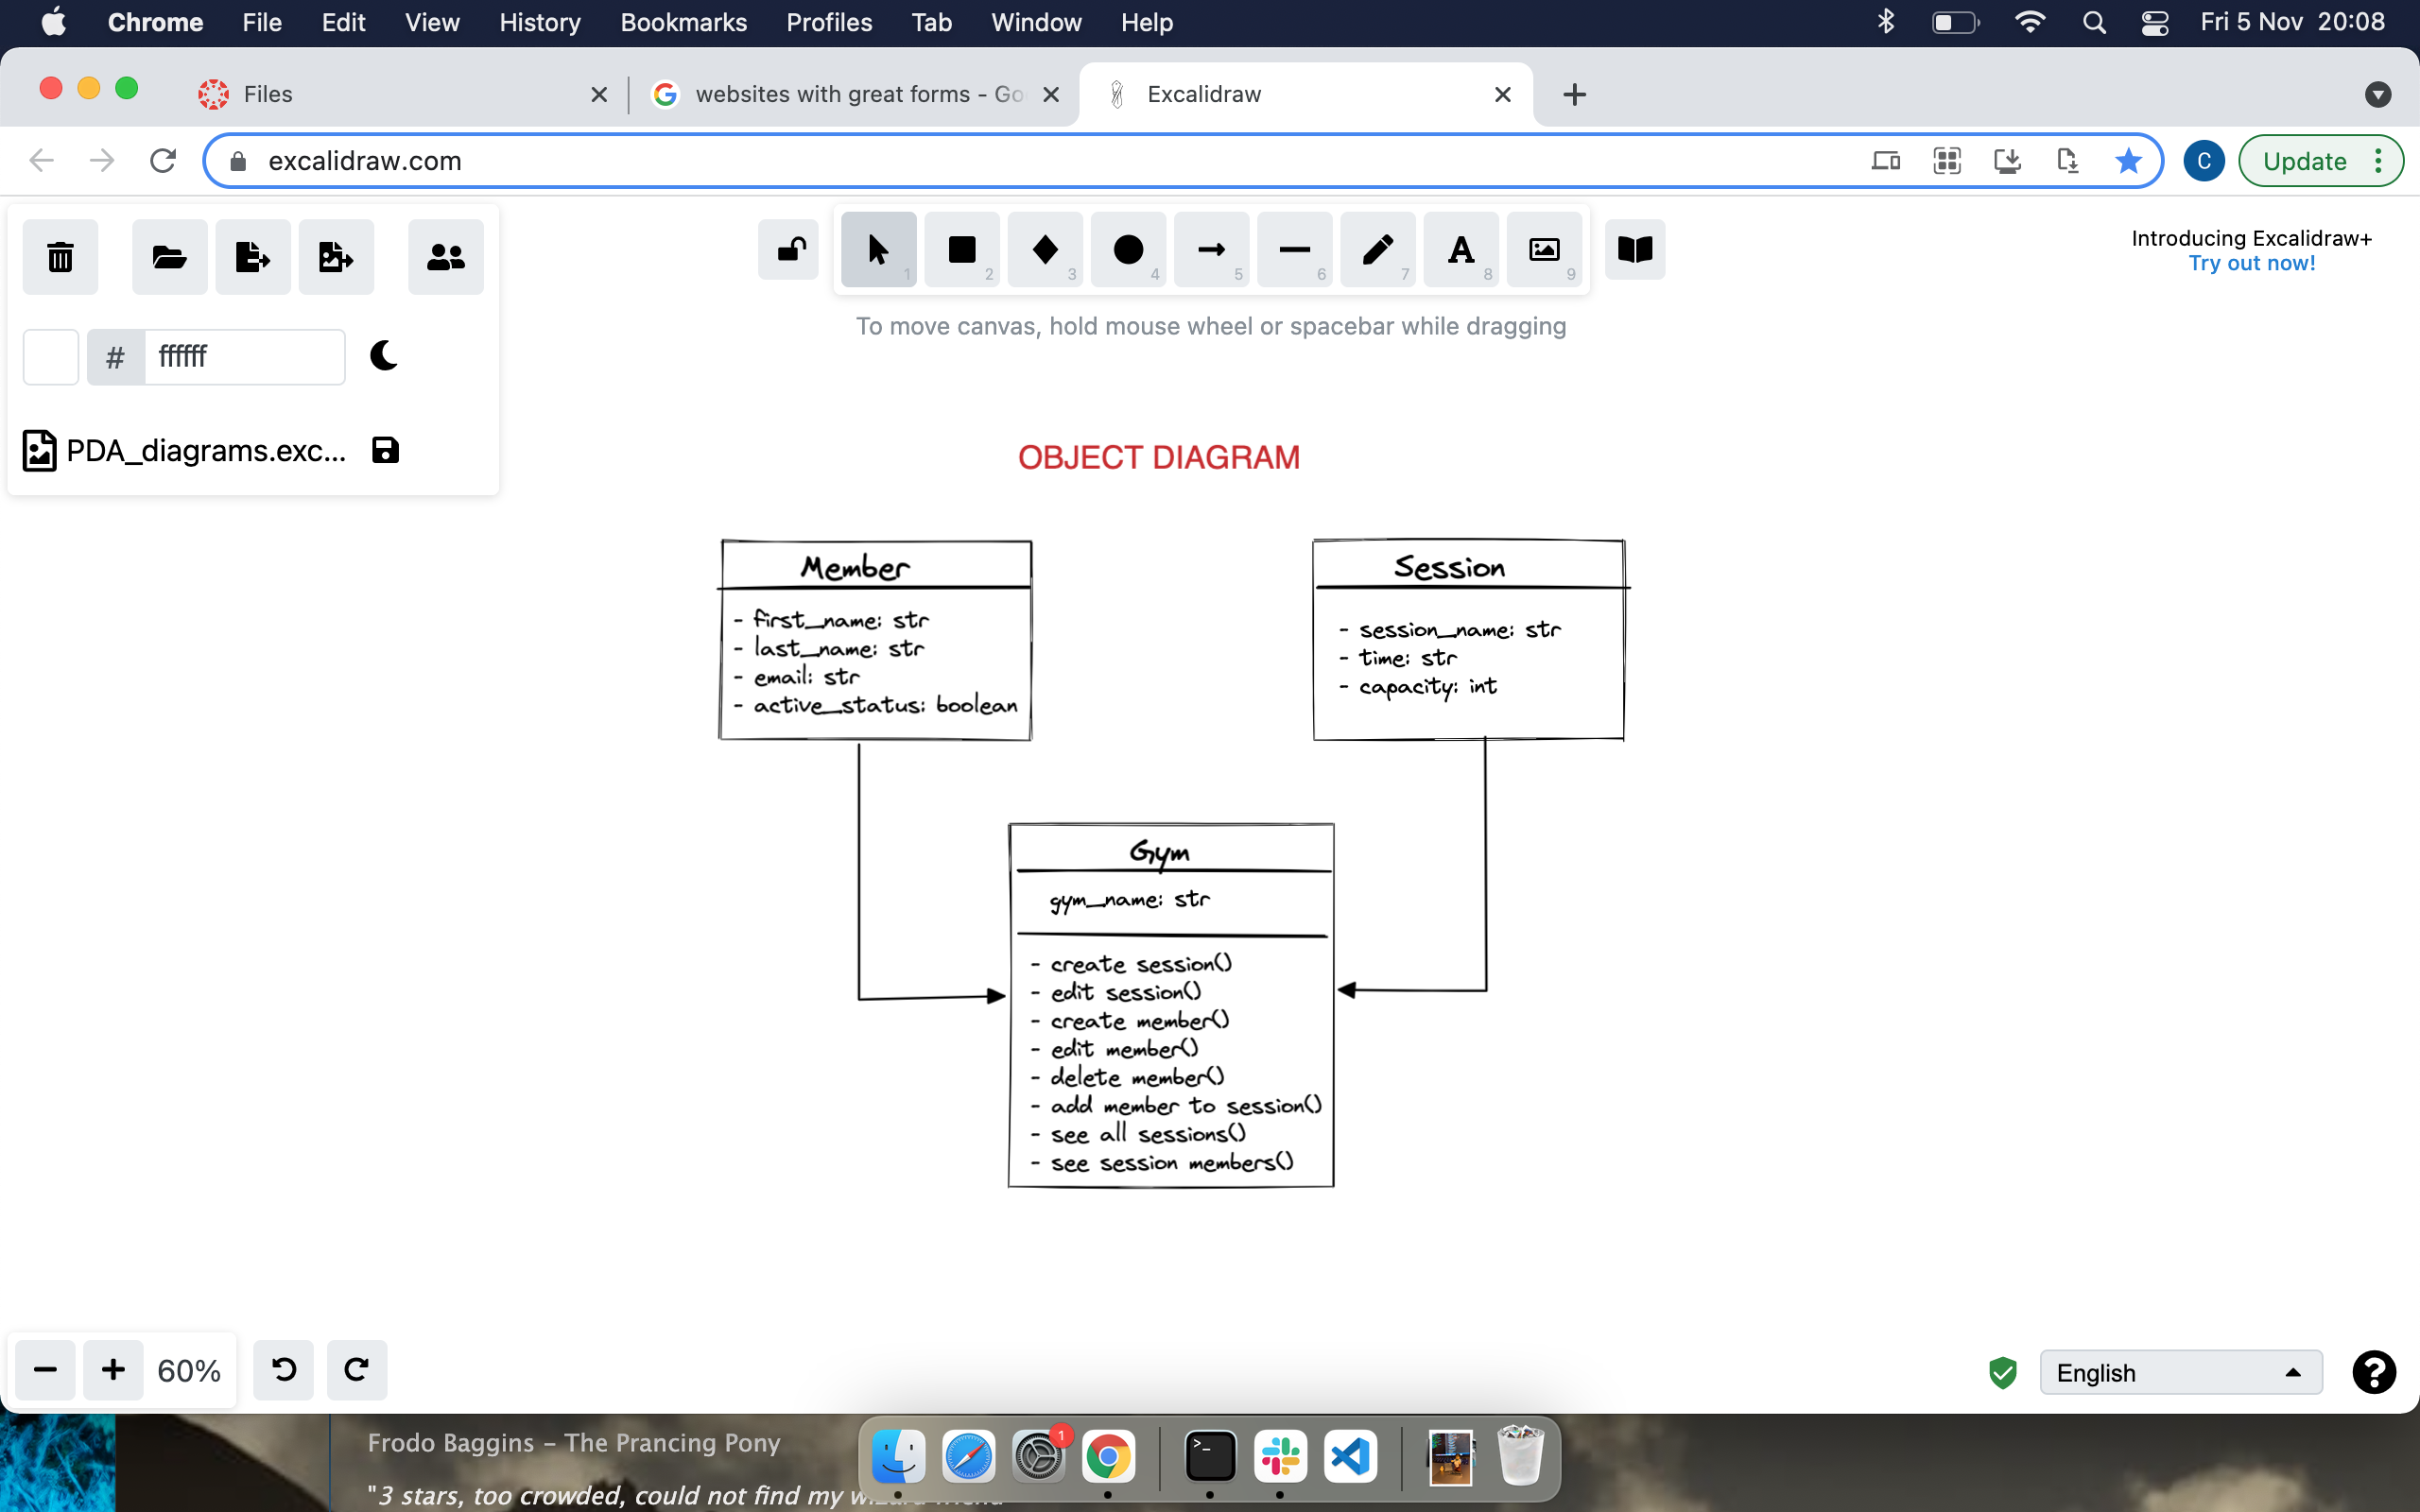 Chrome File Edit View History Bookmarks Profiles Tab Window Help Fri 5 Nov 20:08
Files websites with great forms - Go Excalidraw
excalidraw.com C Update
1 2 3 4 5 6 7 A 8 9
Introducing Excalidraw+
Try out now!
To move canvas, hold mouse wheel or spacebar while dragging
# ffffff
PDA_diagrams.exc...
OBJECT DIAGRAM
Member
- first_name: str
- last_name: str
- email: str
- active_status: boolean
Session
- session_name: str
- time: str
- capacity: int
Gym
gym_name: str
- create session()
- edit session()
- create member()
- edit member()
- delete member()
- add member to session()
- see all sessions()
- see session members()
60%
English
Frodo Baggins – The Prancing Pony
"3 stars, too crowded, could not find my
1